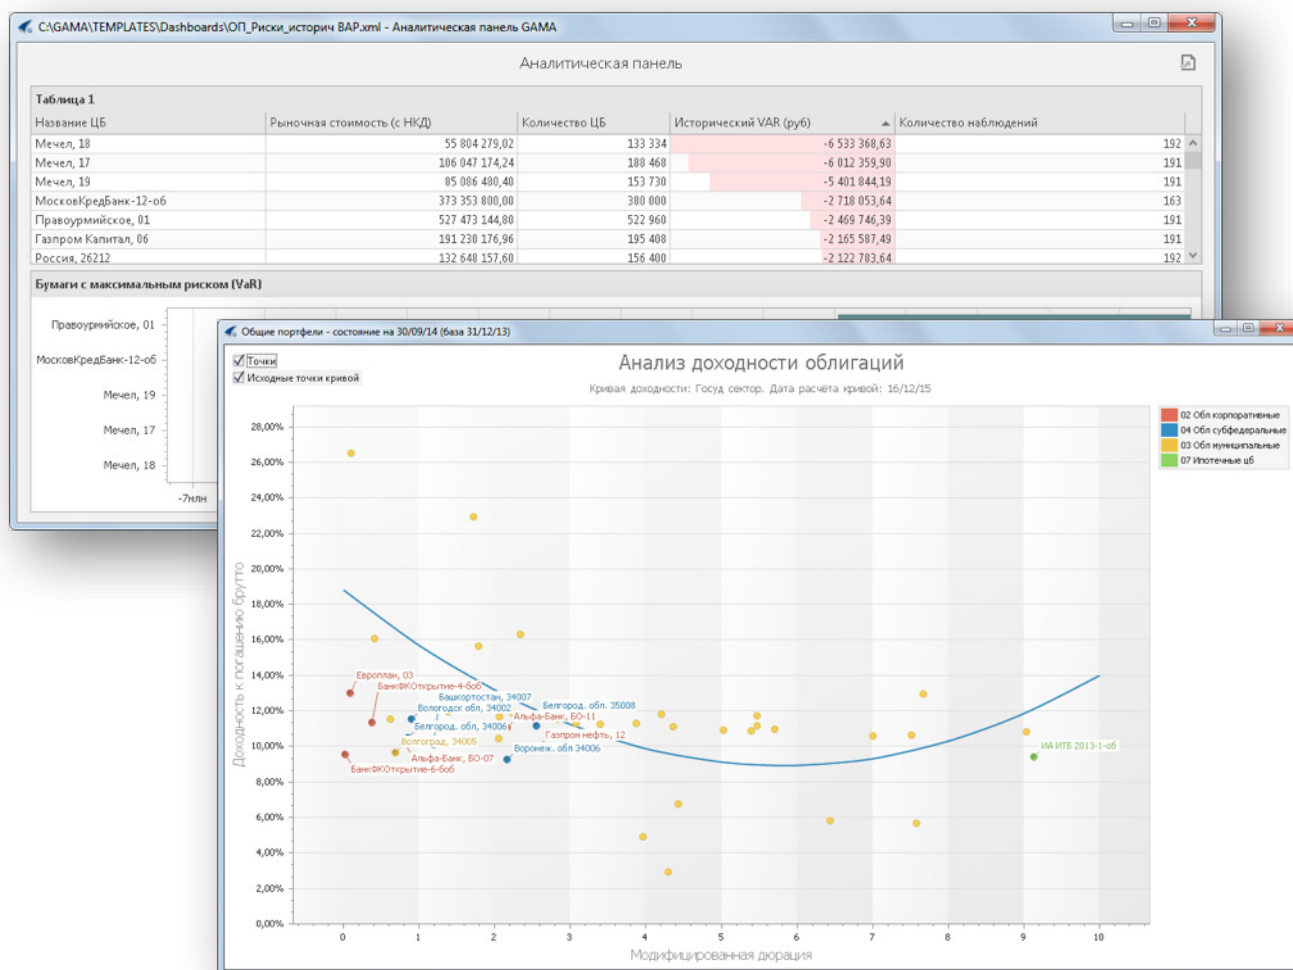 C:\GAMA\TEMPLATES\Dashboards\ОП_Риски_историч ВАР.xml - Аналитическая панель GAMA
Аналитическая панель
Таблица 1
Название ЦБ Рыночная стоимость (с НКД) Количество ЦБ Исторический VAR (руб) Количество наблюдений
Мечел, 18 55 804 279,02 133 334 -6 533 368,63 192
Мечел, 17 106 047 174,24 188 468 -6 012 359,90 191
Мечел, 19 85 086 480,40 153 730 -5 401 844,19 191
МосковКредБанк-12-об 373 353 800,00 380 000 -2 718 053,64 163
Правоурмийское, 01 527 473 144,80 522 960 -2 469 746,39 191
Газпром Капитал, 06 191 230 176,96 195 408 -2 165 587,49 191
Россия, 26212 132 648 157,60 156 400 -2 122 783,64 192
Бумаги с максимальным риском (VaR)
Правоурмийское, 01
МосковКредБанк-12-об
Мечел, 19
Мечел, 17
Мечел, 18
-7млн
Общие портфели - состояние на 30/09/14 (база 31/12/13)
Точки
Исходные точки кривой
Анализ доходности облигаций
Кривая доходности: Госуд сектор. Дата расчёта кривой: 16/12/15
02 Обл корпоративные
04 Обл субфедеральные
03 Обл муниципальные
07 Ипотечные цб
Доходность к погашению брутто
28,00%
26,00%
24,00%
22,00%
20,00%
18,00%
16,00%
14,00%
12,00%
10,00%
8,00%
6,00%
4,00%
2,00%
0,00%
Европлан, 03
БанкФКОткрытие-4-боб
Башкортостан, 34007
Вологодск обл, 34002
Белгород. обл. 35008
Альфа-Банк, БО-11
Белгород. обл, 34006
Газпром нефть, 12
Волгоград, 34005
Воронеж. обл 34006
Альфа-Банк, БО-07
БанкФКОткрытие-6-боб
ИА ИТБ 2013-1-об
0 1 2 3 4 5 6 7 8 9 10
Модифицированная дюрация